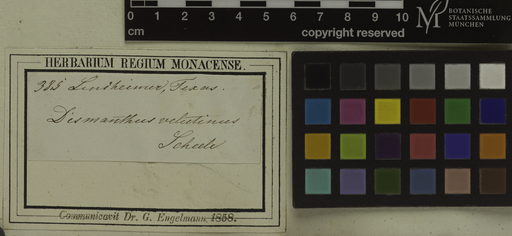 0 1 2 3 4 5 6 7 8 9 10
cm copyright reserved
M BOTANISCHE
STAATSSAMMLUNG
MÜNCHEN
HERBARIUM REGIUM MONACENSE.
385 Lindheimer, Texas.
Desmanthus velutinus
Scheele
Communicavit Dr. G. Engelmann, 1858.